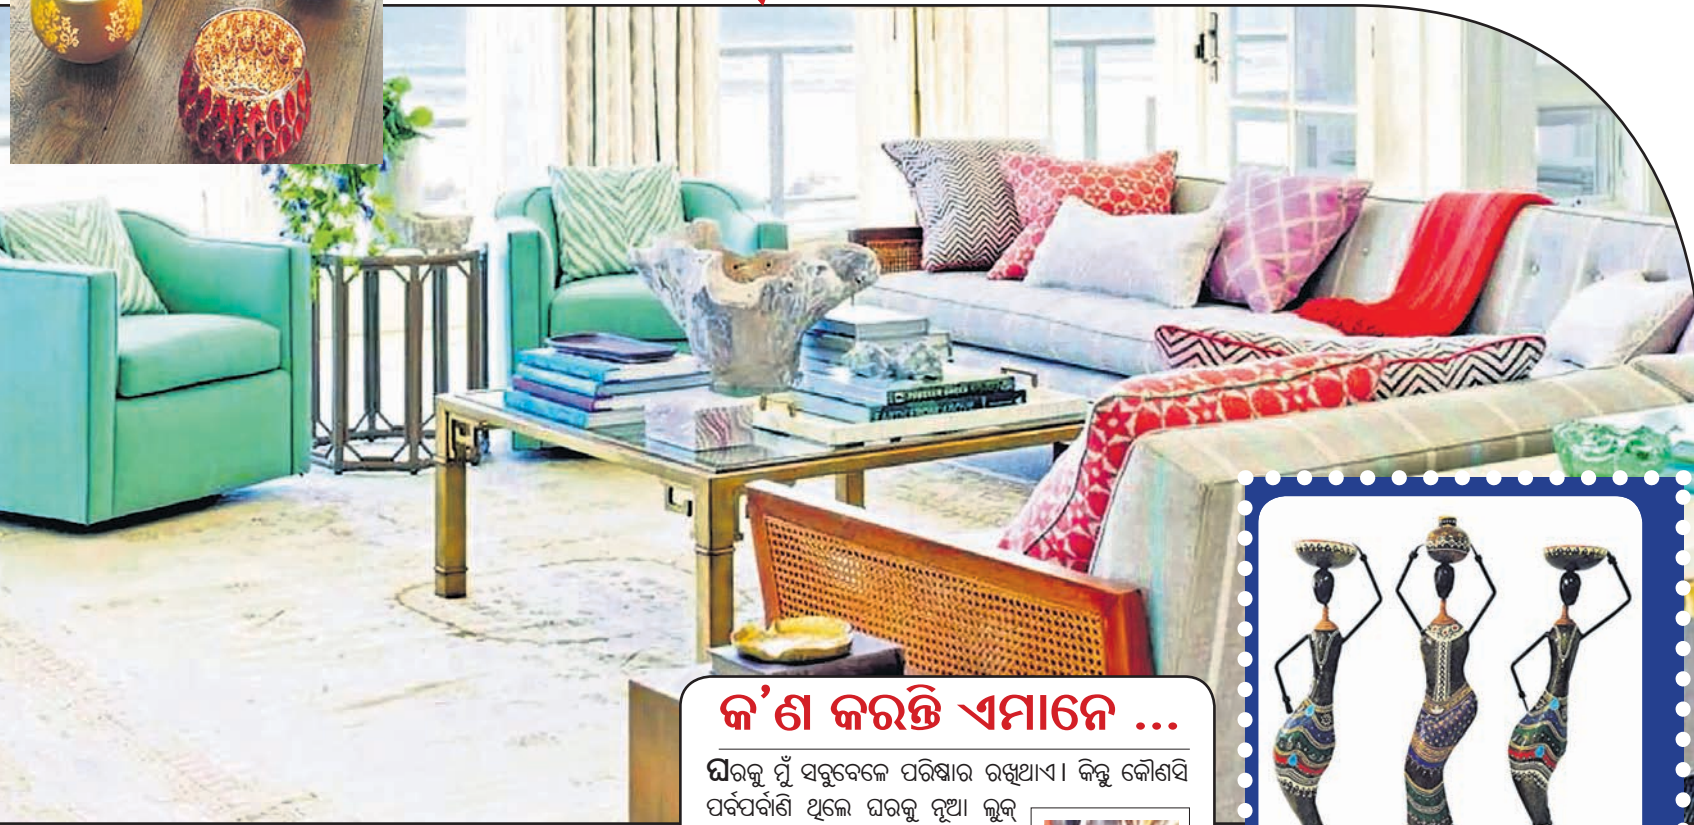 କ'ଣ କରନ୍ତି ଏମାନେ ...
ଘରକୁ ମୁଁ ସବୁବେଳେ ପରିଷ୍କାର ରଖିଥାଏ। କିନ୍ତୁ କୌଣସି
ପର୍ବପର୍ବାଣି ଥିଲେ ଘରକୁ ନୂଆ ଲୁକ୍